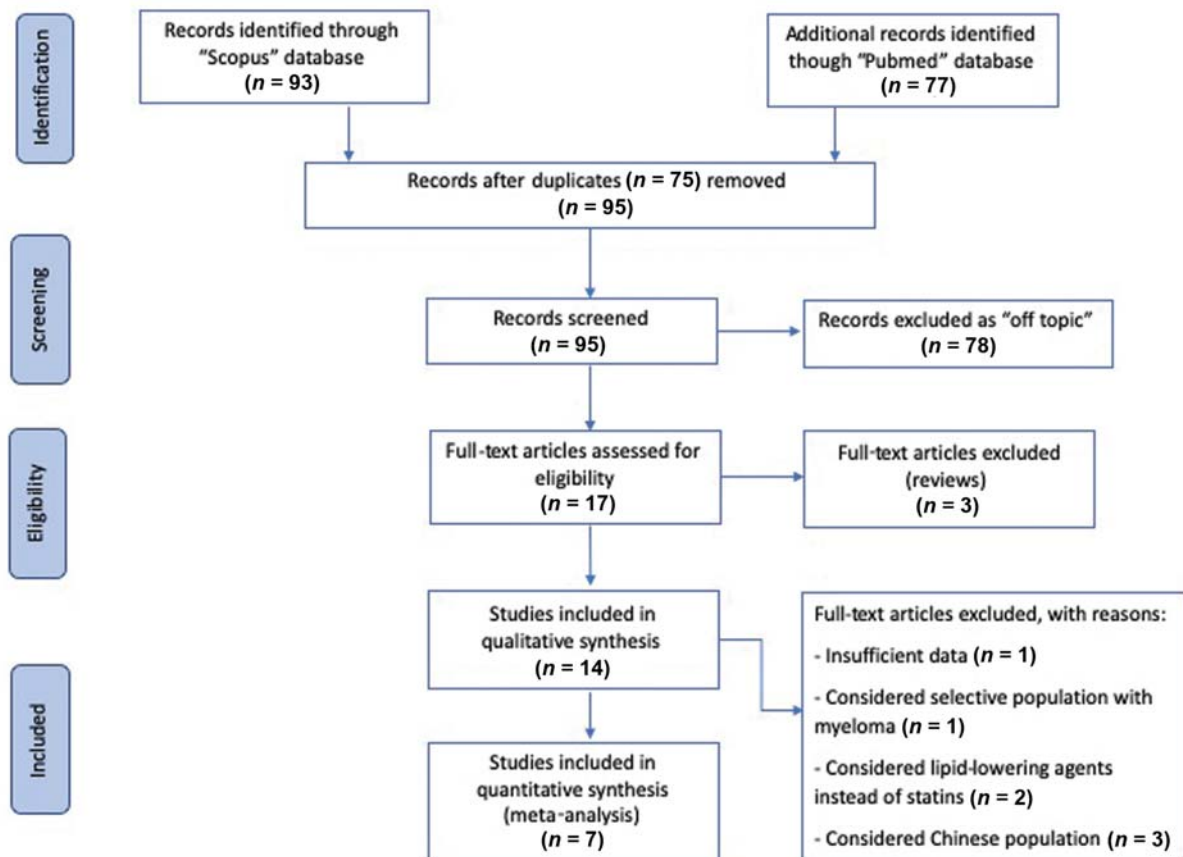 Identification
Records identified through
"Scopus" database
(n = 93)
Additional records identified
though "Pubmed" database
(n = 77)
Records after duplicates (n = 75) removed
(n = 95)
Screening
Records screened
(n = 95)
Records excluded as "off topic"
(n = 78)
Eligibility
Full-text articles assessed for
eligibility
(n = 17)
Full-text articles excluded
(reviews)
(n = 3)
Included
Studies included in
qualitative synthesis
(n = 14)
Full-text articles excluded, with reasons:
- Insufficient data (n = 1)
- Considered selective population with
myeloma (n = 1)
- Considered lipid-lowering agents
instead of statins (n = 2)
- Considered Chinese population (n = 3)
Studies included in
quantitative synthesis
(meta-analysis)
(n = 7)